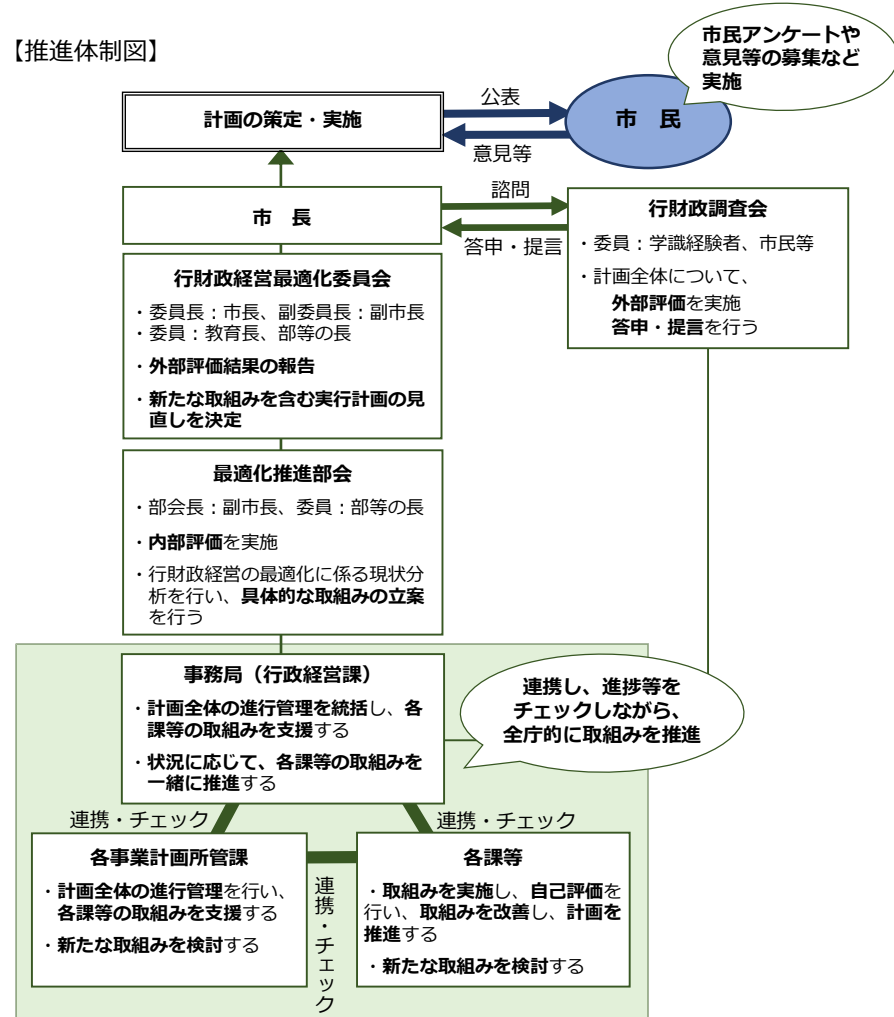 【推進体制図】
市民アンケートや
意見等の募集など
実施
計画の策定・実施
公表
市　民
意見等
市　長
諮問
答申・提言
行財政調査会
・委員：学識経験者、市民等
・計画全体について、
外部評価を実施
答申・提言を行う
行財政経営最適化委員会
・委員長：市長、副委員長：副市長
・委員：教育長、部等の長
・外部評価結果の報告
・新たな取組みを含む実行計画の見
直しを決定
最適化推進部会
・部会長：副市長、委員：部等の長
・内部評価を実施
・行財政経営の最適化に係る現状分
析を行い、具体的な取組みの立案
を行う
事務局（行政経営課）
・計画全体の進行管理を統括し、各
課等の取組みを支援する
・状況に応じて、各課等の取組みを
一緒に推進する
連携し、進捗等を
チェックしながら、
全庁的に取組みを推進
連携・チェック
連携・チェック
各事業計画所管課
・計画全体の進行管理を行い、
各課等の取組みを支援する
・新たな取組みを検討する
連携・チェック
各課等
・取組みを実施し、自己評価を
行い、取組みを改善し、計画を
推進する
・新たな取組みを検討する